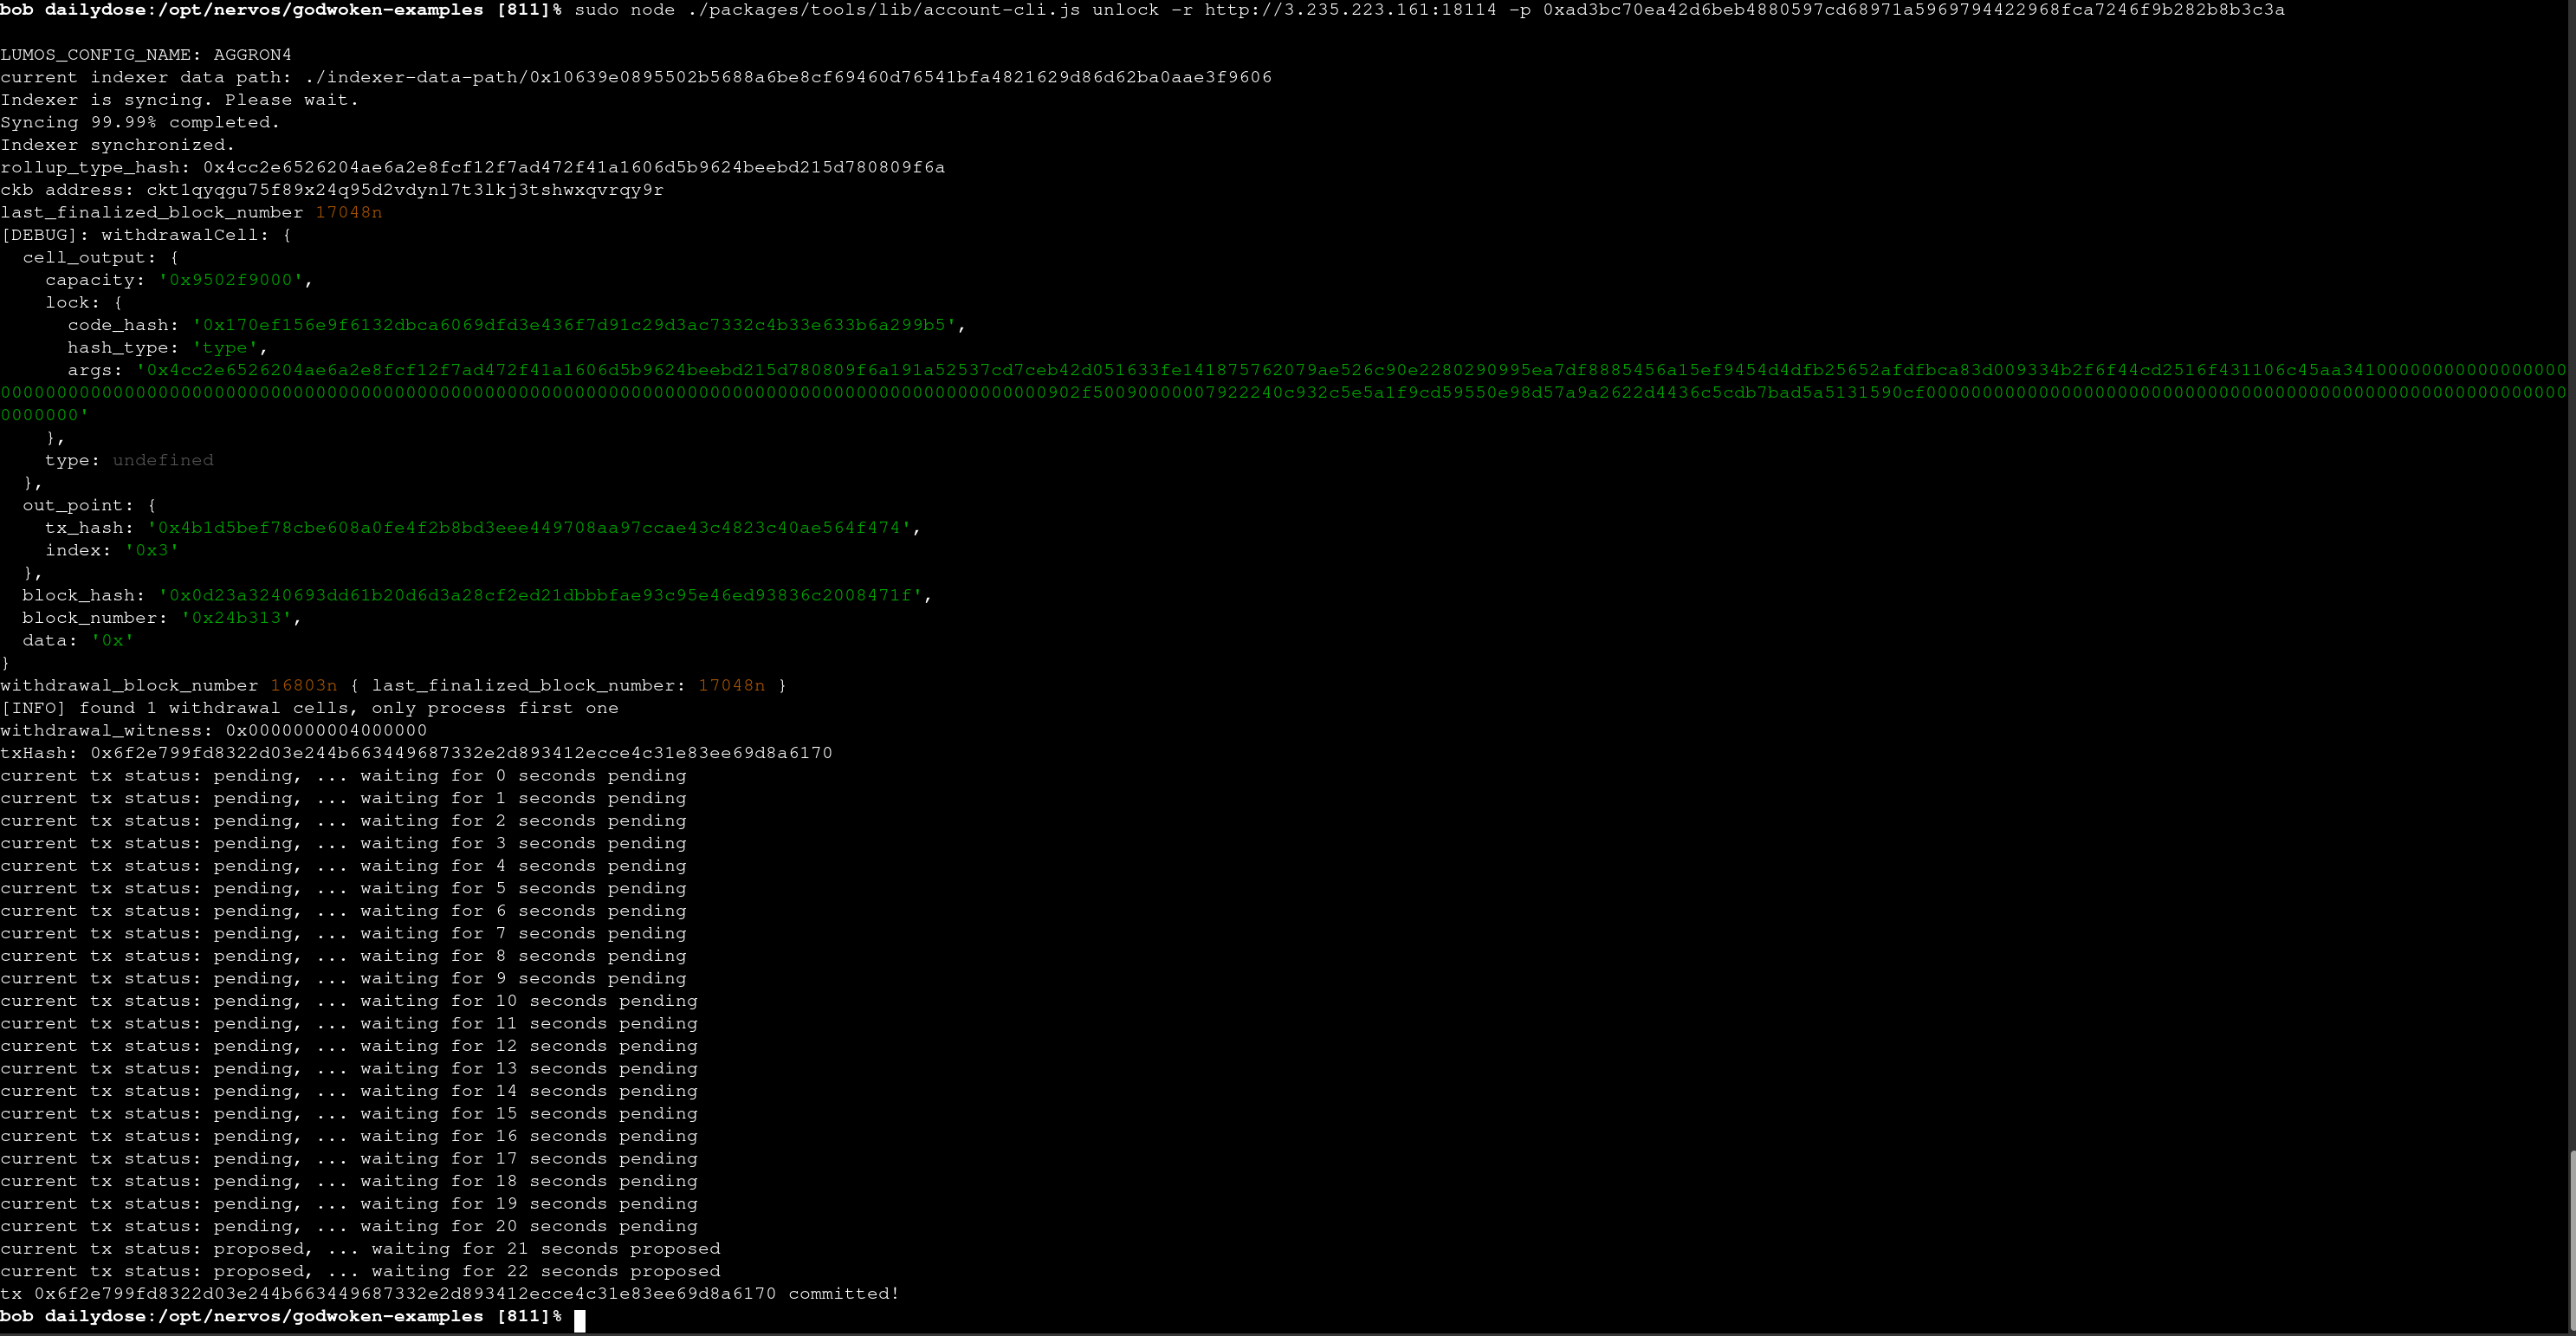 bob dailydose:/opt/nervos/godwoken-examples [811]% sudo node ./packages/tools/lib/account-cli.js unlock -r http://3.235.223.161:18114 -p 0xad3bc70ea42d6beb4880597cd68971a5969794422968fca7246f9b282b8b3c3a
LUMOS_CONFIG_NAME: AGGRON4
current indexer data path: ./indexer-data-path/0x10639e0895502b5688a6be8cf69460d76541bfa4821629d86d62ba0aae3f9606
Indexer is syncing. Please wait.
Syncing 99.99% completed.
Indexer synchronized.
rollup_type_hash: 0x4cc2e6526204ae6a2e8fcf12f7ad472f41a1606d5b9624beebd215d780809f6a
ckb address: ckt1qyqgu75f89x24q95d2vdynl7t3lkj3tshwxqvrqy9r
last_finalized_block_number 17048n
[DEBUG]: withdrawalCell: {
  cell_output: {
    capacity: '0x9502f9000',
    lock: {
      code_hash: '0x170ef156e9f6132dbca6069dfd3e436f7d91c29d3ac7332c4b33e633b6a299b5',
      hash_type: 'type',
      args:
    },
    type: undefined
  },
  out_point: {
    tx_hash: '0x4b1d5bef78cbe608a0fe4f2b8bd3eee449708aa97ccae43c4823c40ae564f474',
    index: '0x3'
  },
  block_hash: '0x0d23a3240693dd61b20d6d3a28cf2ed21dbbbfae93c95e46ed93836c2008471f',
  block_number: '0x24b313',
  data: '0x'
}
withdrawal_block_number 16803n { last_finalized_block_number: 17048n }
[INFO] found 1 withdrawal cells, only process first one
withdrawal_witness: 0x0000000004000000
txHash: 0x6f2e799fd8322d03e244b663449687332e2d893412ecce4c31e83ee69d8a6170
current tx status: pending, ... waiting for 0 seconds pending
current tx status: pending, ... waiting for 1 seconds pending
current tx status: pending, ... waiting for 2 seconds pending
current tx status: pending, ... waiting for 3 seconds pending
current tx status: pending, ... waiting for 4 seconds pending
current tx status: pending, ... waiting for 5 seconds pending
current tx status: pending, ... waiting for 6 seconds pending
current tx status: pending, ... waiting for 7 seconds pending
current tx status: pending, ... waiting for 8 seconds pending
current tx status: pending, ... waiting for 9 seconds pending
current tx status: pending, ... waiting for 10 seconds pending
current tx status: pending, ... waiting for 11 seconds pending
current tx status: pending, ... waiting for 12 seconds pending
current tx status: pending, ... waiting for 13 seconds pending
current tx status: pending, ... waiting for 14 seconds pending
current tx status: pending, ... waiting for 15 seconds pending
current tx status: pending, ... waiting for 16 seconds pending
current tx status: pending, ... waiting for 17 seconds pending
current tx status: pending, ... waiting for 18 seconds pending
current tx status: pending, ... waiting for 19 seconds pending
current tx status: pending, ... waiting for 20 seconds pending
current tx status: proposed, ... waiting for 21 seconds proposed
current tx status: proposed, ... waiting for 22 seconds proposed
tx 0x6f2e799fd8322d03e244b663449687332e2d893412ecce4c31e83ee69d8a6170 committed!
bob dailydose:/opt/nervos/godwoken-examples [811]%